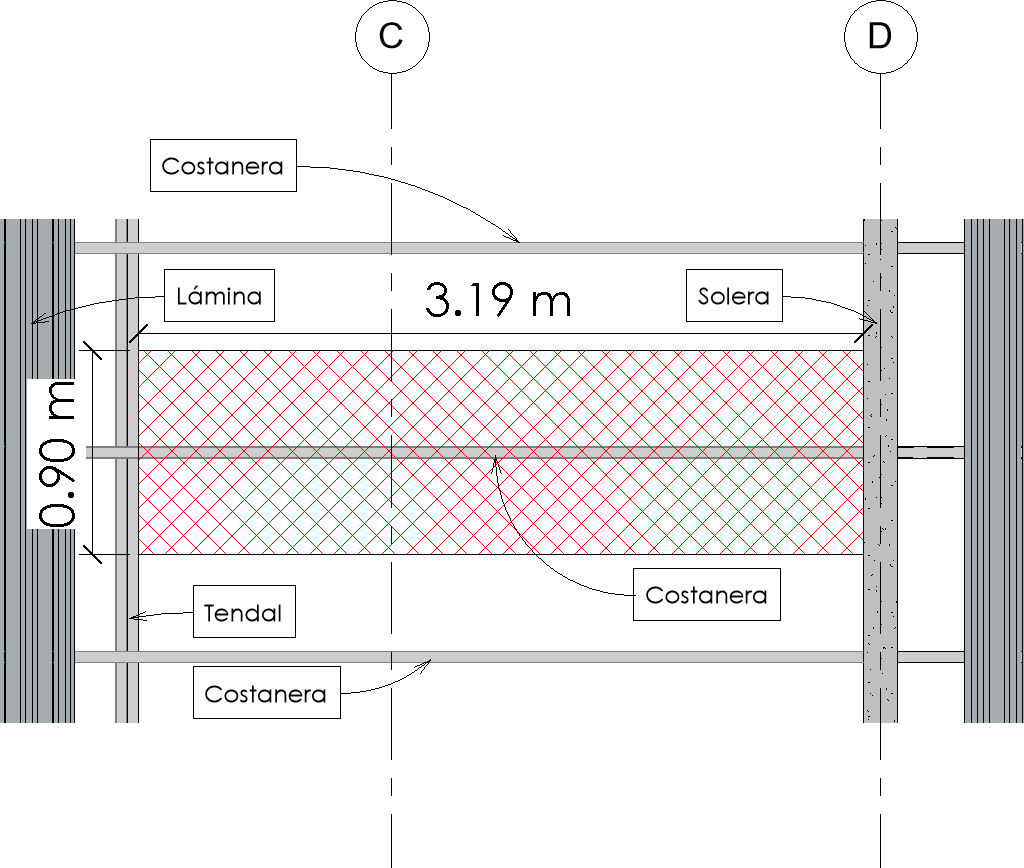 C
D
Costanera
Lámina
3.19 m
Solera
0.90 m
Costanera
Tendal
Costanera